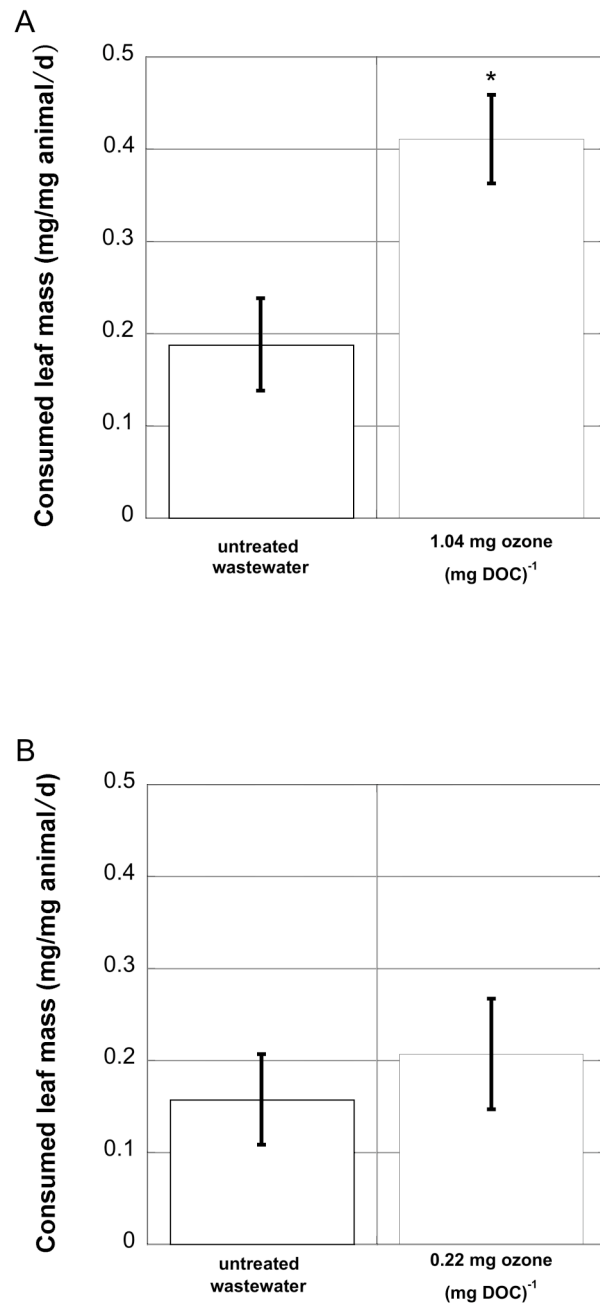 A
Consumed leaf mass (mg/mg animal/d)
0.5
0.4
0.3
0.2
0.1
0
*
untreated
wastewater
1.04 mg ozone
(mg DOC)⁻¹
B
Consumed leaf mass (mg/mg animal/d)
0.5
0.4
0.3
0.2
0.1
0
untreated
wastewater
0.22 mg ozone
(mg DOC)⁻¹